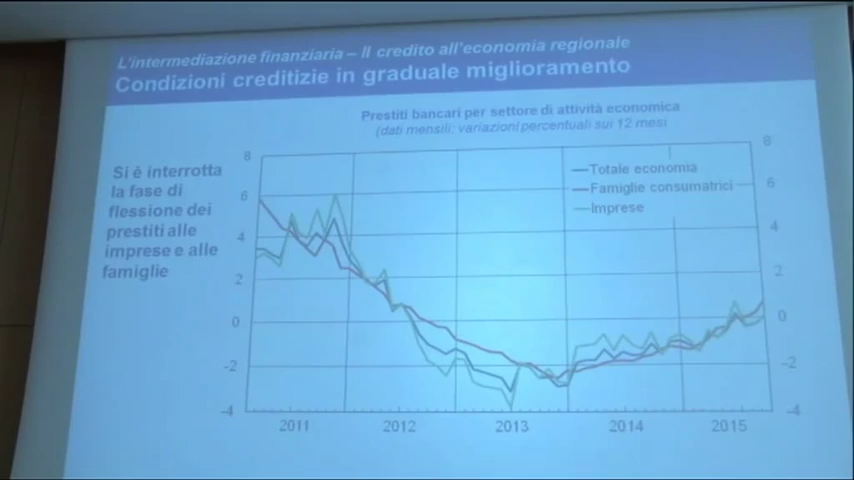 L'intermediazione finanziaria – Il credito all'economia regionale
Condizioni creditizie in graduale miglioramento
Prestiti bancari per settore di attività economica
(dati mensili; variazioni percentuali sui 12 mesi
Si è interrotta
la fase di
flessione dei
prestiti alle
imprese e alle
famiglie
Totale economia
Famiglie consumatrici
Imprese
8 8
6 6
4 4
2 2
0 0
-2 -2
-4 -4
2011 2012 2013 2014 2015